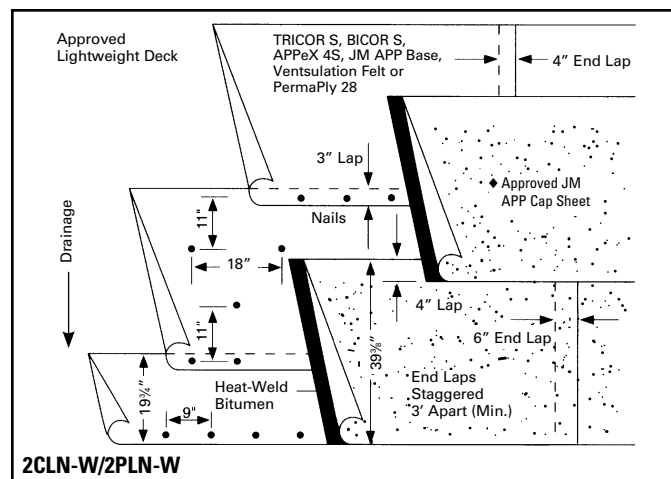 Approved
Lightweight Deck
TRICOR S, BICOR S,
APPeX 4S, JM APP Base,
Ventsulation Felt or
PermaPly 28
4” End Lap
3” Lap
◆ Approved JM
APP Cap Sheet
Nails
11"
Drainage
18”
11"
4” Lap
6” End Lap
39⅜”
19¾”
Heat-Weld
Bitumen
End Laps
Staggered
3’ Apart (Min.)
9"
2CLN-W/2PLN-W